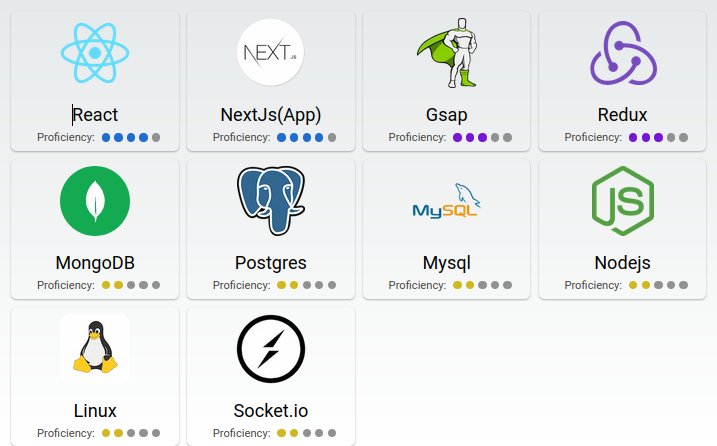 NEXT.JS
React
NextJs(App)
Gsap
Redux
Proficiency:
Proficiency:
Proficiency:
Proficiency:
MySQL
JS
MongoDB
Postgres
Mysql
Nodejs
Proficiency:
Proficiency:
Proficiency:
Proficiency:
Linux
Socket.io
Proficiency:
Proficiency: